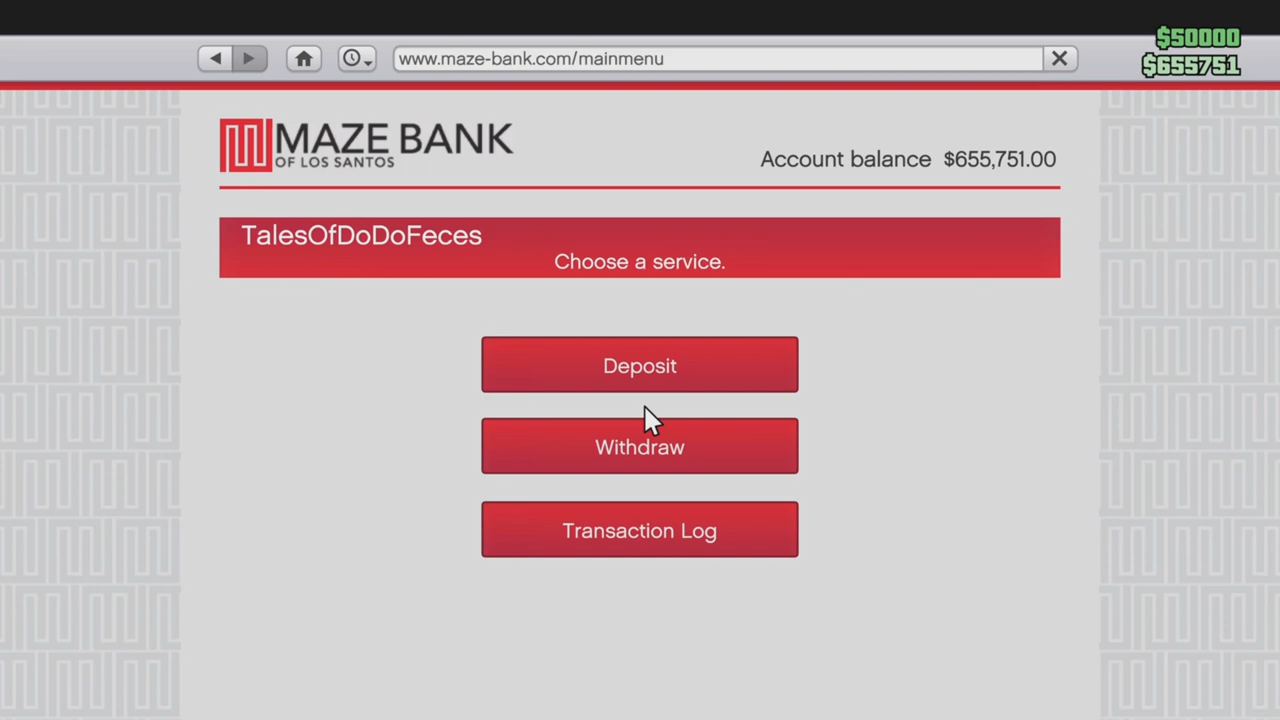 $50000
www.maze-bank.com/mainmenu
$655751
MAZE BANK
OF LOS SANTOS
Account balance $655,751.00
TalesOfDoDoFeces
Choose a service.
Deposit
Withdraw
Transaction Log